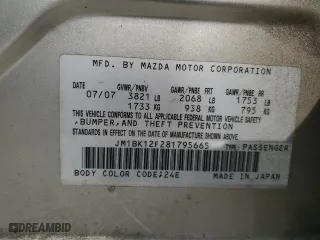 MFD. BY MAZDA MOTOR CORPORATION
GVWR/PNBV GAWR/PNBE FR GAWR/PNBE RR
07/07 3821 LB 2068 LB 1753 LB
1733 KG 938 KG 795 KG
THIS VEHICLE CONFORMS TO ALL APPLICABLE FEDERAL MOTOR VEHICLE SAFETY
, BUMPER, AND THEFT PREVENTION
STANDARDS IN EFFECT ON THE DATE OF MANUFACTURE SHOWN ABOVE.
JM1BK12F281795665 TYPE: PASSENGER
BODY COLOR CODE: 24E MADE IN JAPAN